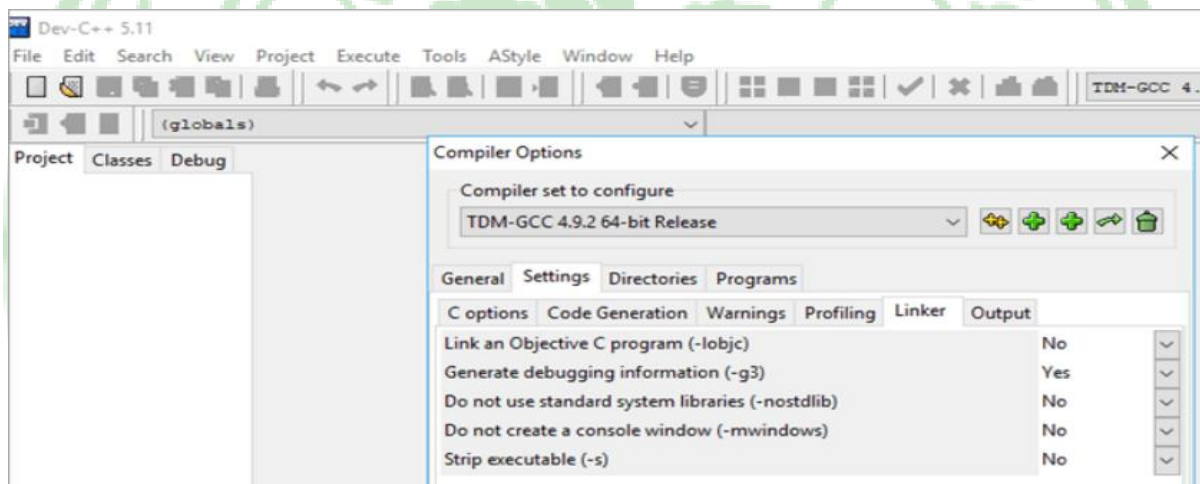 Dev-C++ 5.11
File Edit Search View Project Execute Tools AStyle Window Help
TDM-GCC 4.
(globals)
Project Classes Debug
Compiler Options
Compiler set to configure
TDM-GCC 4.9.2 64-bit Release
General Settings Directories Programs
C options Code Generation Warnings Profiling Linker Output
Link an Objective C program (-lobjc) No
Generate debugging information (-g3) Yes
Do not use standard system libraries (-nostdlib) No
Do not create a console window (-mwindows) No
Strip executable (-s) No